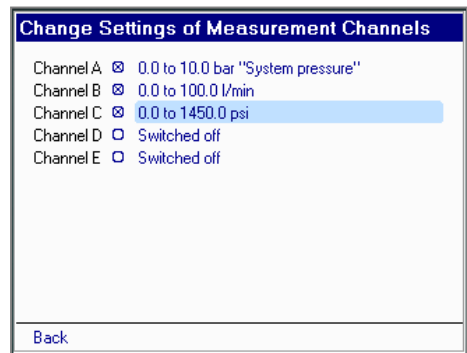 Change Settings of Measurement Channels
Channel A 0.0 to 10.0 bar "System pressure"
Channel B 0.0 to 100.0 l/min
Channel C 0.0 to 1450.0 psi
Channel D Switched off
Channel E Switched off
Back